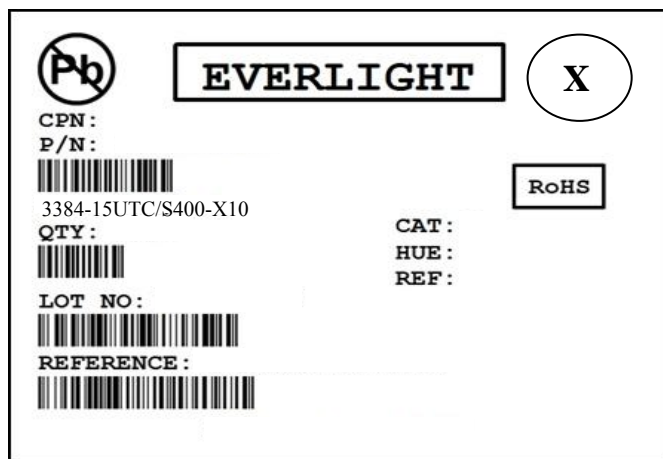 Pb
EVERLIGHT
X
CPN:
P/N:
RoHS
3384-15UTC/S400-X10
QTY:
CAT:
HUE:
REF:
LOT NO:
REFERENCE: